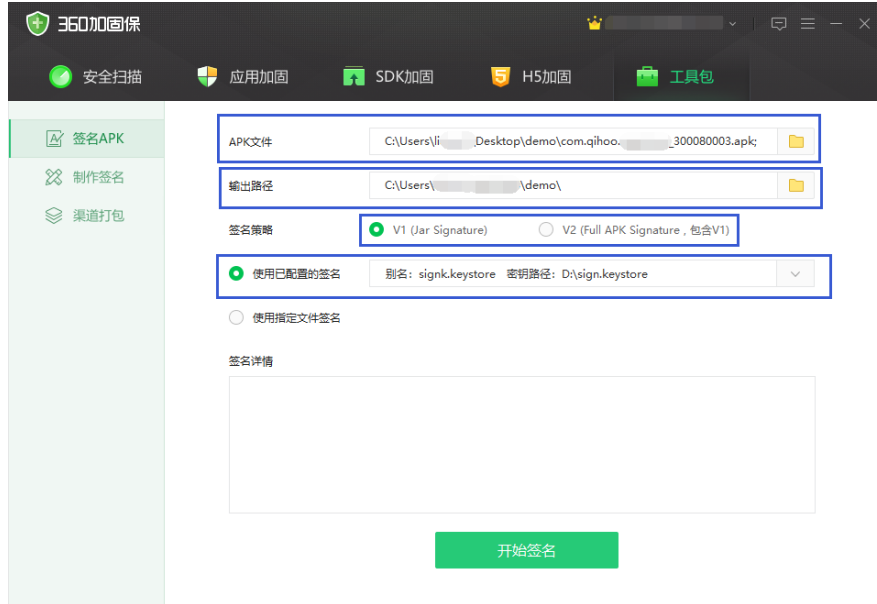 360加固保
安全扫描 应用加固 SDK加固 H5加固 工具包
签名APK
制作签名
渠道打包
APK文件 C:\Users\li Desktop\demo\com.qihoo. _300080003.apk;
输出路径 C:\Users\ \demo\
签名策略 V1 (Jar Signature) V2 (Full APK Signature , 包含V1)
使用已配置的签名 别名：signk.keystore 密钥路径：D:\sign.keystore
使用指定文件签名
签名详情
开始签名